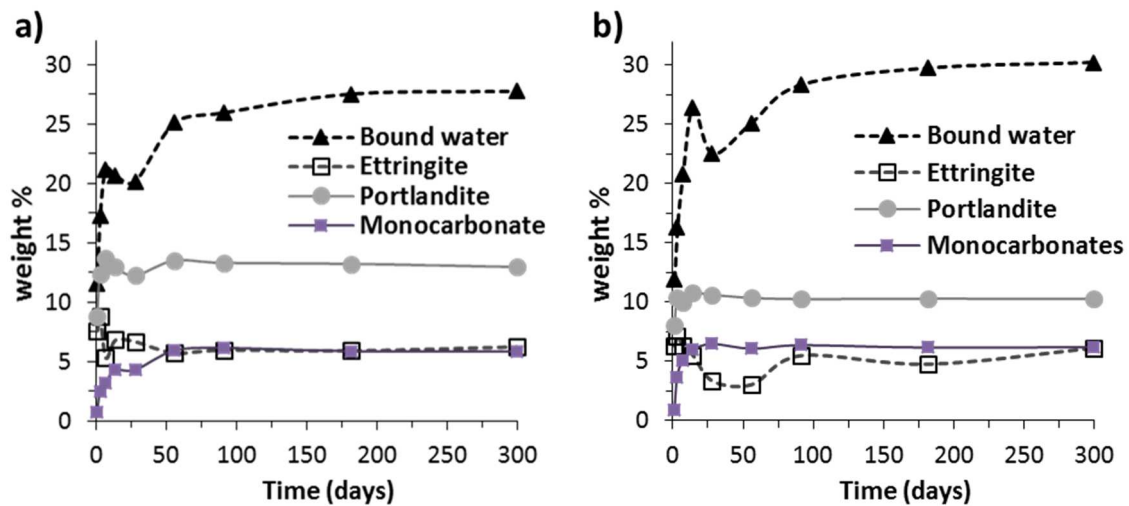 a)
weight %
30
25
20
15
10
5
0
Bound water
Ettringite
Portlandite
Monocarbonate
0 50 100 150 200 250 300
Time (days)
b)
weight %
30
25
20
15
10
5
0
Bound water
Ettringite
Portlandite
Monocarbonates
0 50 100 150 200 250 300
Time (days)